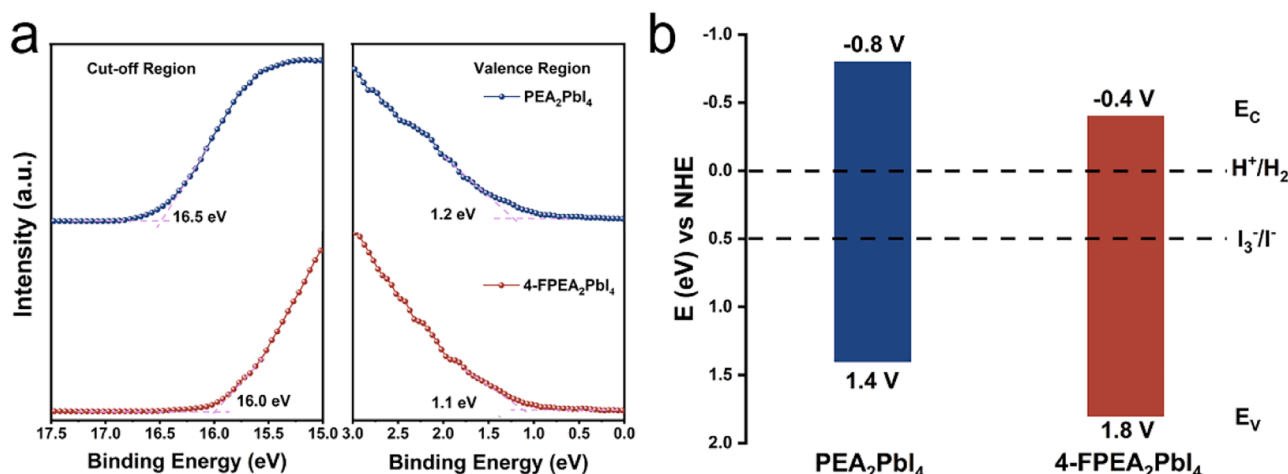 a
Cut-off Region
Valence Region
PEA₂PbI₄
16.5 eV
1.2 eV
4-FPEA₂PbI₄
16.0 eV
1.1 eV
Intensity (a.u.)
17.5 17.0 16.5 16.0 15.5 15.0
3.0 2.5 2.0 1.5 1.0 0.5 0.0
Binding Energy (eV)
Binding Energy (eV)
b
E (eV) vs NHE
-1.0
-0.5
0.0
0.5
1.0
1.5
2.0
-0.8 V
-0.4 V
E_C
H⁺/H₂
I₃⁻/I⁻
1.4 V
1.8 V
E_V
PEA₂PbI₄
4-FPEA₂PbI₄